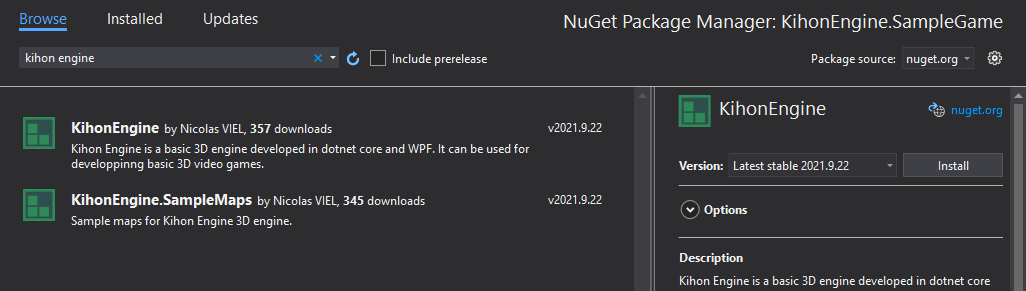 Browse Installed Updates NuGet Package Manager: KihonEngine.SampleGame
kihon engine Include prerelease Package source: nuget.org
KihonEngine by Nicolas VIEL, 357 downloads v2021.9.22
Kihon Engine is a basic 3D engine developed in dotnet core and WPF. It can be used for
developpinng basic 3D video games.
KihonEngine.SampleMaps by Nicolas VIEL, 345 downloads v2021.9.22
Sample maps for Kihon Engine 3D engine.
KihonEngine nuget.org
Version: Latest stable 2021.9.22 Install
Options
Description
Kihon Engine is a basic 3D engine developed in dotnet core